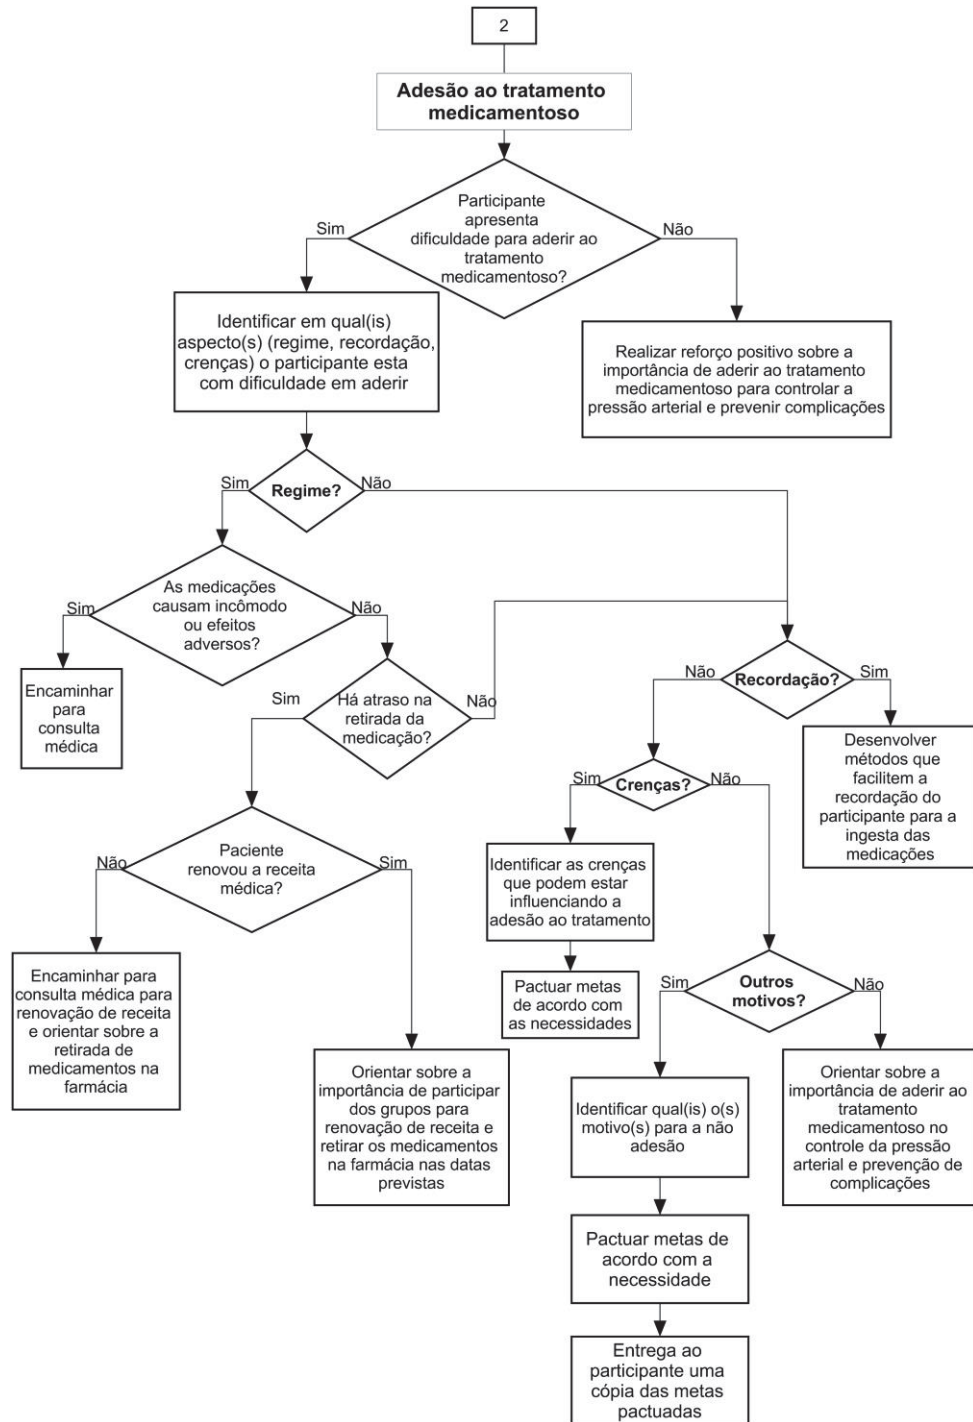 2
Adesão ao tratamento
medicamentoso
Participante
apresenta
dificuldade para aderir ao
tratamento
medicamentoso?
Sim
Não
Identificar em qual(is)
aspecto(s) (regime, recordação,
crenças) o participante esta
com dificuldade em aderir
Realizar reforço positivo sobre a
importância de aderir ao tratamento
medicamentoso para controlar a
pressão arterial e prevenir complicações
Sim
Regime?
Não
As medicações
causam incômodo
ou efeitos
adversos?
Sim
Não
Encaminhar
para
consulta
médica
Sim
Há atraso na
retirada da
medicação?
Não
Não
Recordação?
Sim
Desenvolver
métodos que
facilitem a
recordação do
participante para a
ingesta das
medicações
Sim
Crenças?
Não
Não
Paciente
renovou a receita
médica?
Sim
Identificar as crenças
que podem estar
influenciando a
adesão ao tratamento
Pactuar metas
de acordo com
as necessidades
Encaminhar para
consulta médica para
renovação de receita
e orientar sobre a
retirada de
medicamentos na
farmácia
Sim
Outros
motivos?
Não
Orientar sobre a
importância de participar
dos grupos para
renovação de receita e
retirar os medicamentos
na farmácia nas datas
previstas
Identificar qual(is) o(s)
motivo(s) para a não
adesão
Orientar sobre a
importância de aderir ao
tratamento
medicamentoso no
controle da pressão
arterial e prevenção de
complicações
Pactuar metas de
acordo com a
necessidade
Entrega ao
participante uma
cópia das metas
pactuadas